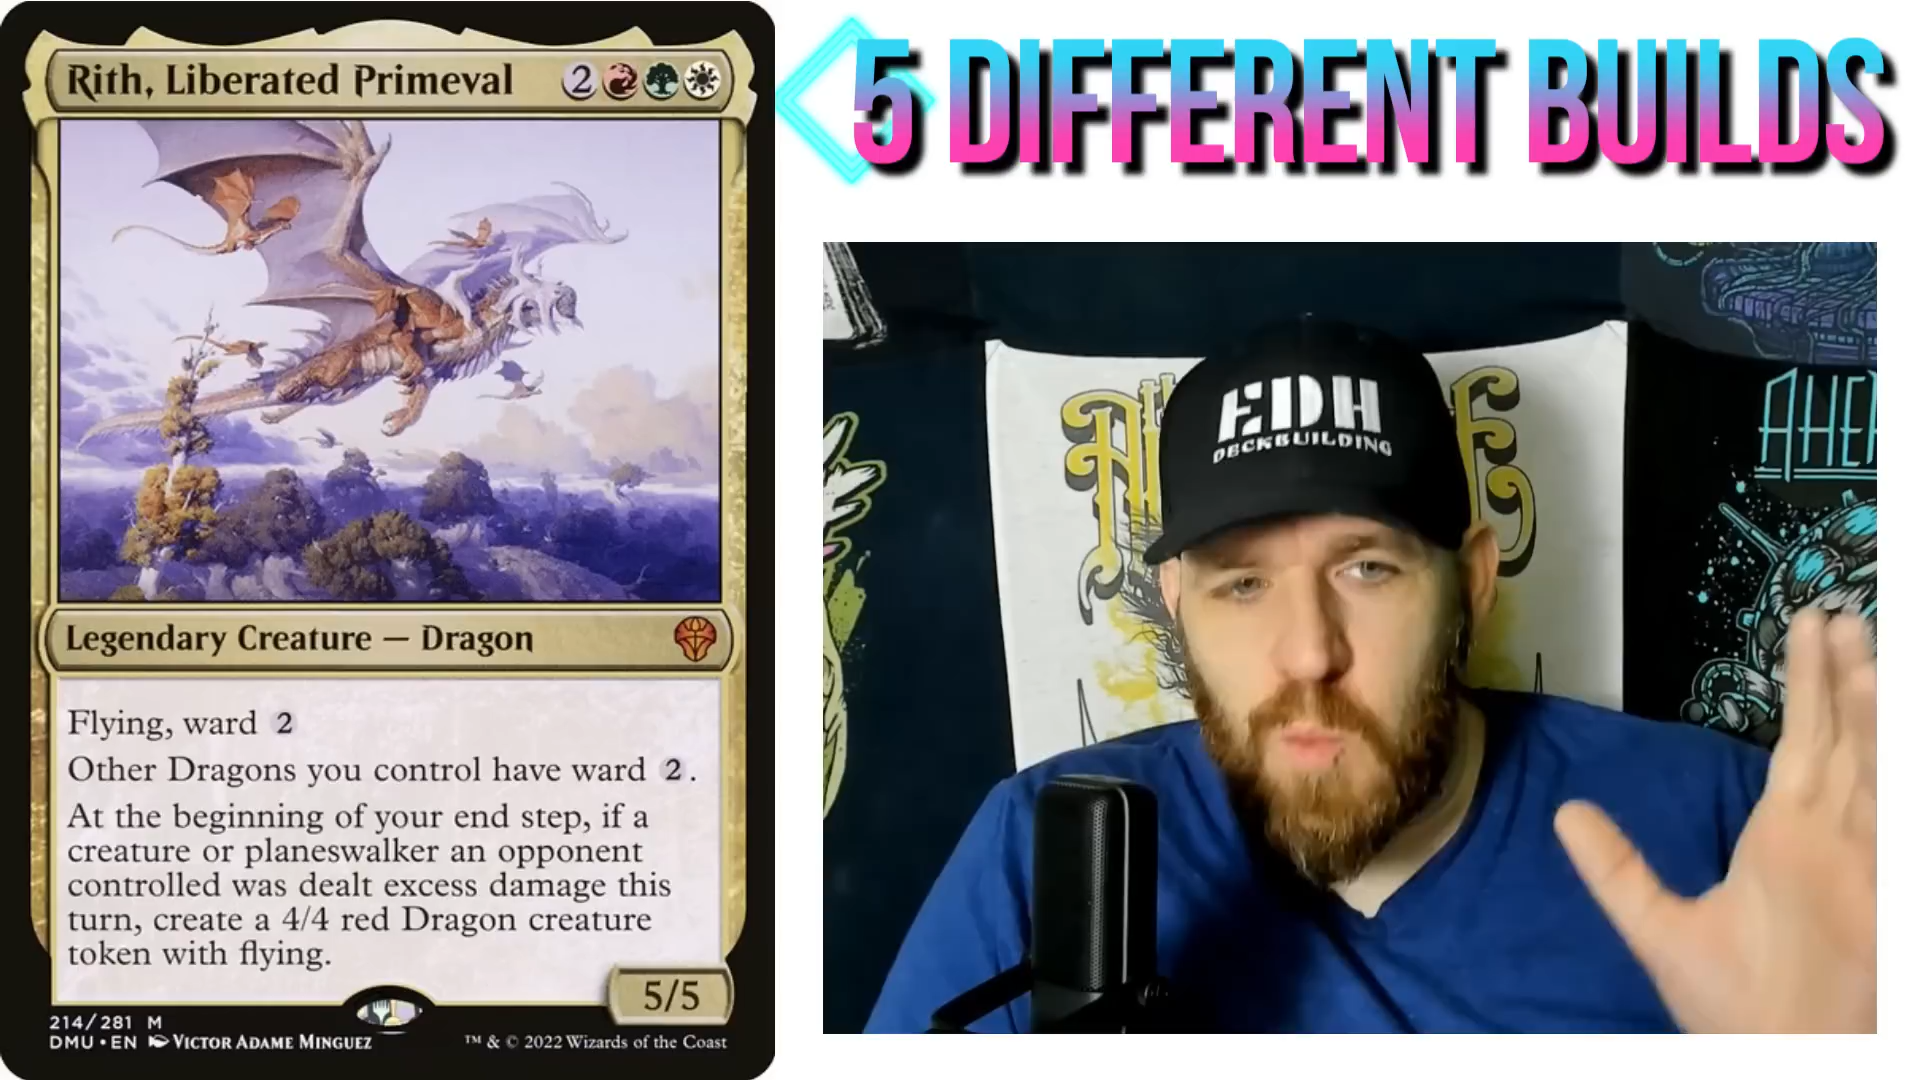 Rith, Liberated Primeval 2
5 DIFFERENT BUILDS
EDH
DECKBUILDING
Legendary Creature — Dragon
Flying, ward 2
Other Dragons you control have ward 2.
At the beginning of your end step, if a
creature or planeswalker an opponent
controlled was dealt excess damage this
turn, create a 4/4 red Dragon creature
token with flying.
5/5
214/281 M
DMU • EN VICTOR ADAME MINGUEZ
™ & © 2022 Wizards of the Coast